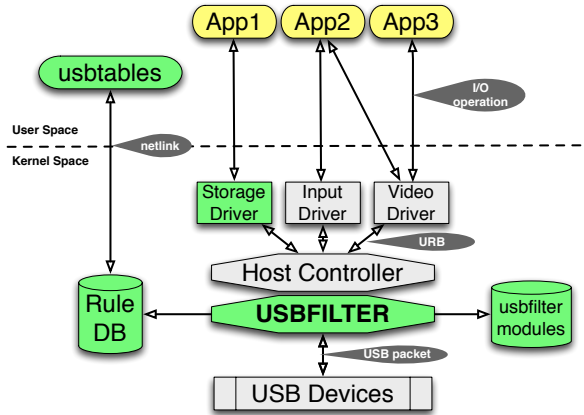 App1
App2
App3
usbtables
I/O
operation
User Space
netlink
Kernel Space
Storage
Driver
Input
Driver
Video
Driver
URB
Host Controller
Rule
DB
USBFILTER
usbfilter
modules
USB packet
USB Devices